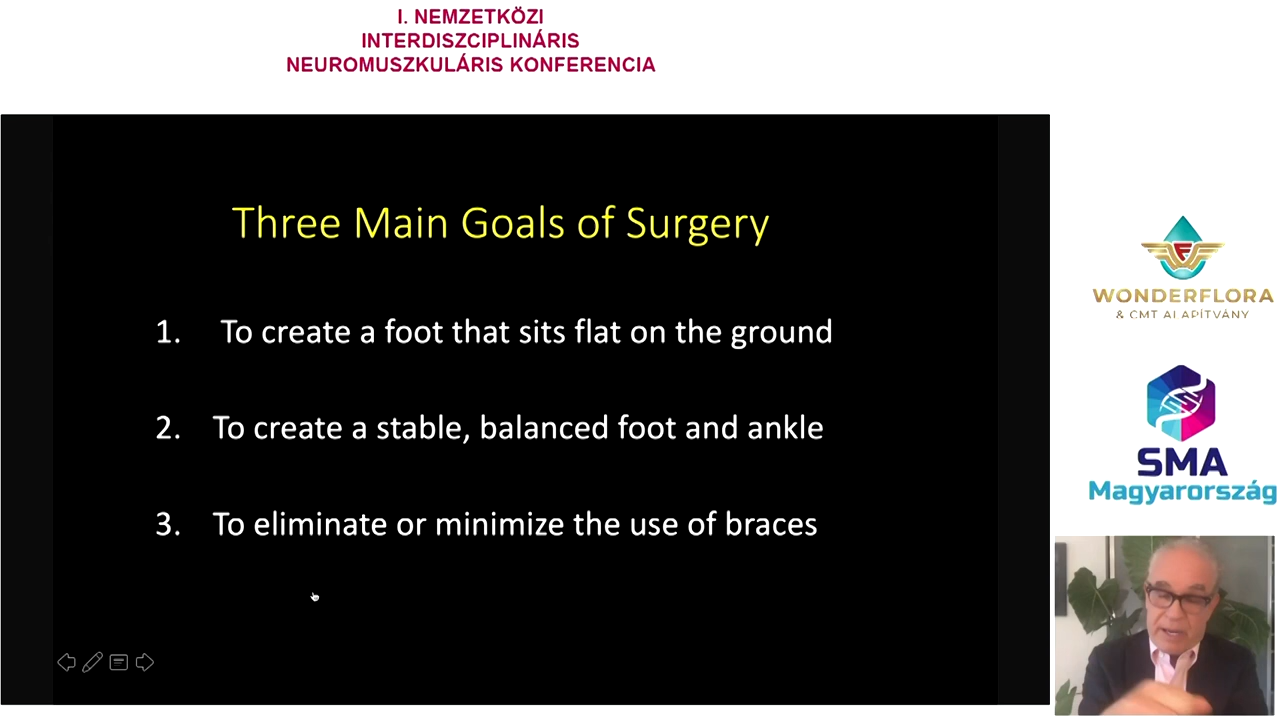 I. NEMZETKÖZI
INTERDISZCIPLINÁRIS
NEUROMUSZKULÁRIS KONFERENCIA
Three Main Goals of Surgery
1. To create a foot that sits flat on the ground
2. To create a stable, balanced foot and ankle
3. To eliminate or minimize the use of braces
F
WONDERFLORA
& CMT ALAPÍTVÁNY
SMA
Magyarország